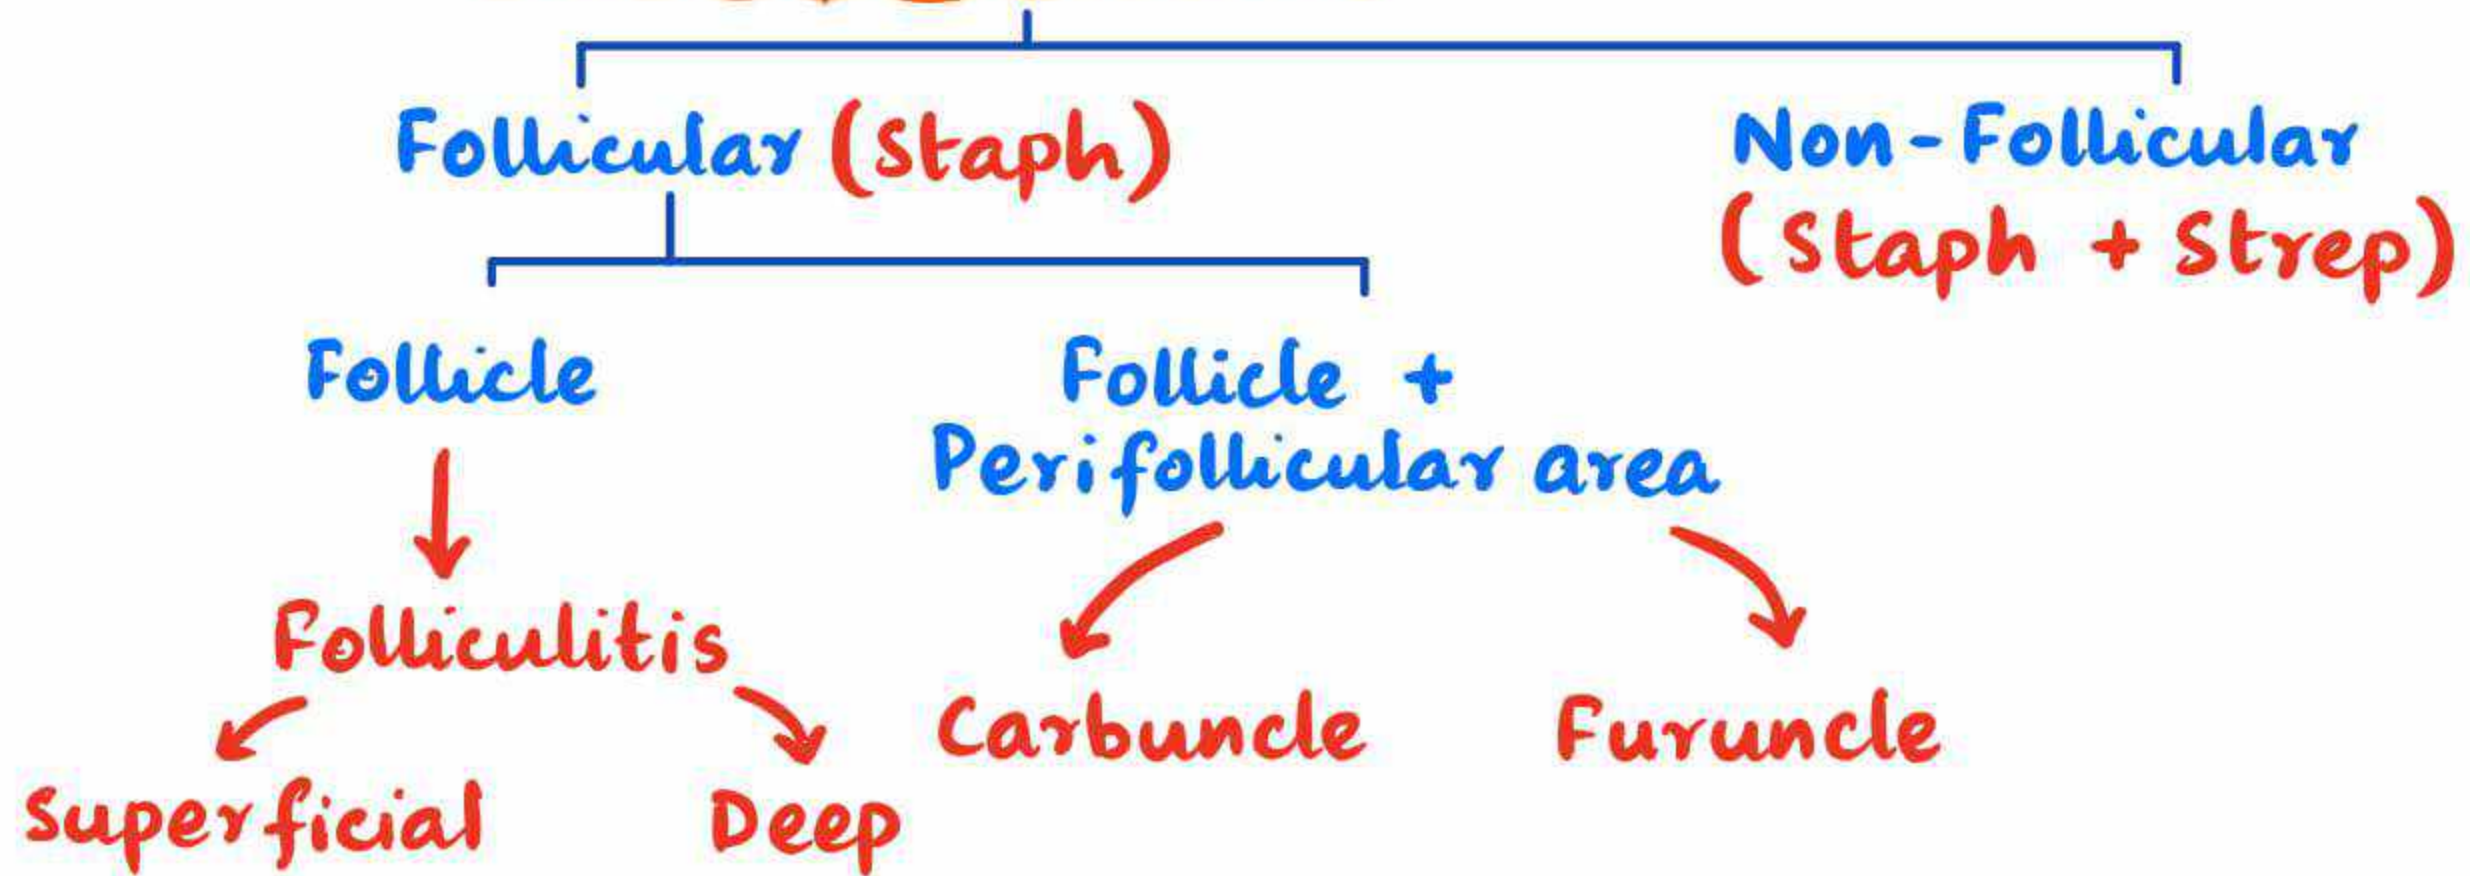 Follicular (Staph)
Non-Follicular
(Staph + Strep)
Follicle
Follicle +
Perifollicular area
Folliculitis
Carbuncle
Furuncle
Superficial
Deep